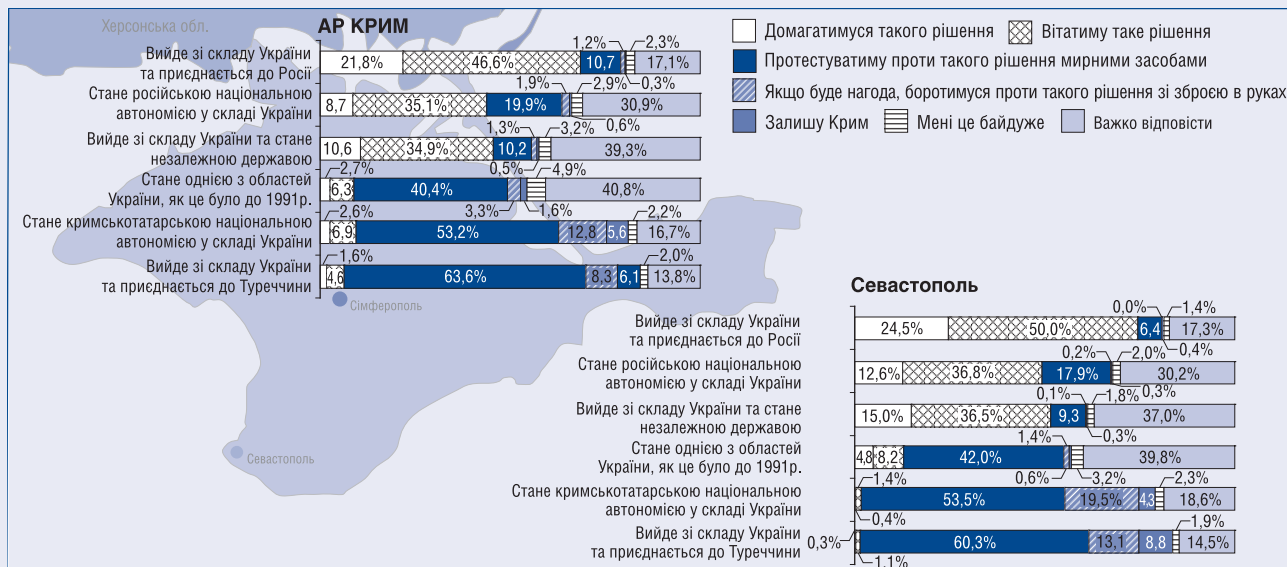 Херсонська обл.
АР КРИМ
Домагатимуся такого рішення
Вітатиму таке рішення
Протестуватиму проти такого рішення мирними засобами
Якщо буде нагода, боротимуся проти такого рішення зі зброєю в руках
Залишу Крим
Мені це байдуже
Важко відповісти
1,2% 2,3%
Вийде зі складу України
та приєднається до Росії
21,8% 46,6% 10,7 17,1%
0,3%
1,9% 2,9%
Стане російською національною
автономією у складі України
8,7 35,1% 19,9% 30,9%
0,6%
1,3% 3,2%
Вийде зі складу України та стане
незалежною державою
10,6 34,9% 10,2 39,3%
0,5%
2,7% 4,9%
Стане однією з областей
України, як це було до 1991р.
6,3 40,4% 40,8%
3,3% 1,6%
2,6% 2,2%
Стане кримськотатарською національною
автономією у складі України
6,9 53,2% 12,8 5,6 16,7%
1,6% 2,0%
Вийде зі складу України
та приєднається до Туреччини
4,6 63,6% 8,3 6,1 13,8%
Сімферополь
Севастополь
Севастополь
0,0% 1,4%
Вийде зі складу України
та приєднається до Росії
24,5% 50,0% 6,4 17,3%
0,4%
0,2% 2,0%
Стане російською національною
автономією у складі України
12,6% 36,8% 17,9% 30,2%
0,3%
0,1% 1,8%
Вийде зі складу України та стане
незалежною державою
15,0% 36,5% 9,3 37,0%
0,3%
1,4%
Стане однією з областей
України, як це було до 1991р.
4,8 8,2 42,0% 39,8%
0,6% 3,2%
1,4% 2,3%
Стане кримськотатарською національною
автономією у складі України
53,5% 19,5% 4,3 18,6%
0,4%
1,9%
Вийде зі складу України
та приєднається до Туреччини
0,3% 60,3% 13,1 8,8 14,5%
1,1%